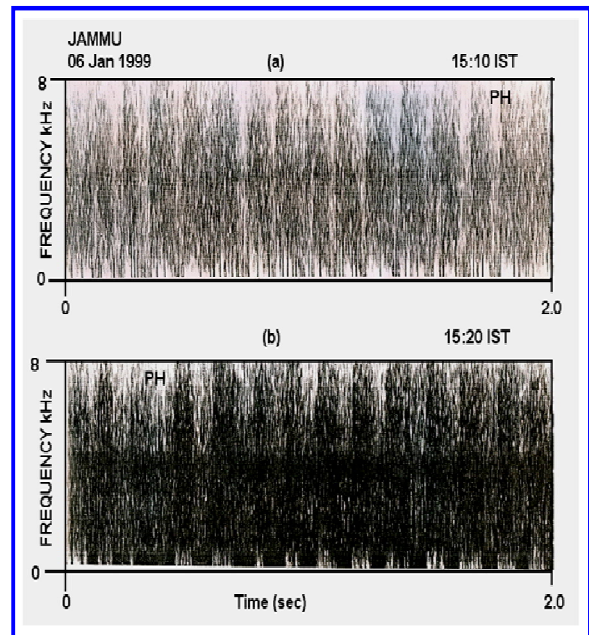 JAMMU
06 Jan 1999 (a) 15:10 IST
8
PH
FREQUENCY kHz
0
0 2.0
(b) 15:20 IST
8
PH
FREQUENCY kHz
0
0 Time (sec) 2.0